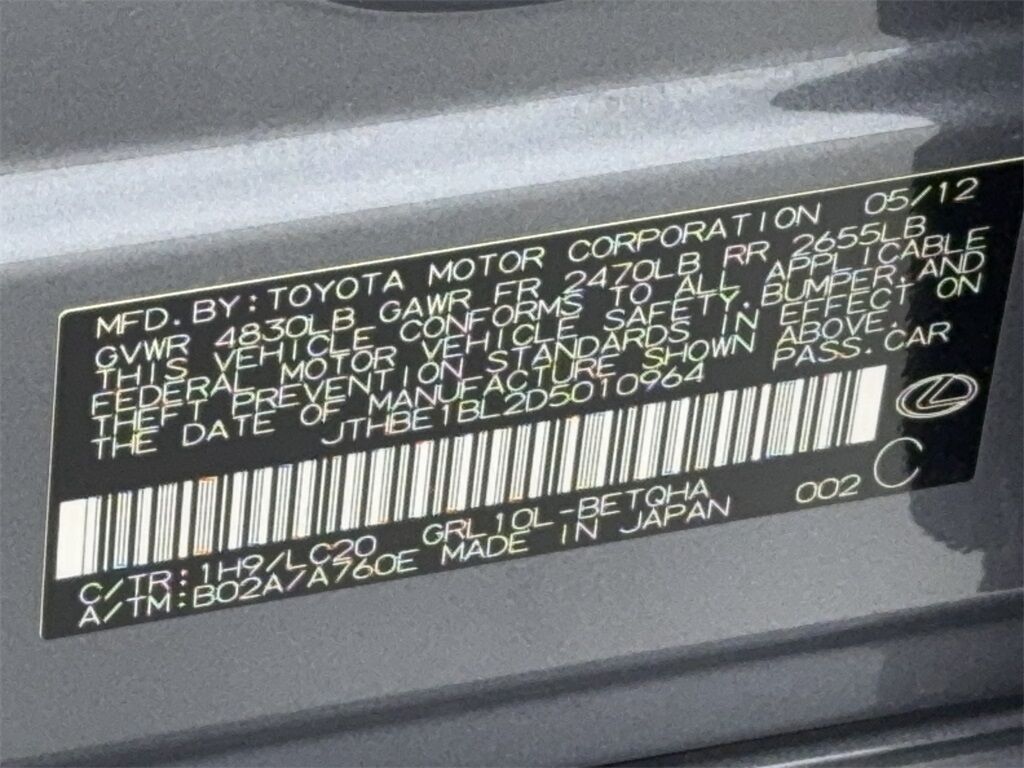 MFD. BY: TOYOTA MOTOR CORPORATION 05/12
GVWR 4830LB GAWR FR 2470LB RR 2655LB
THIS VEHICLE CONFORMS TO ALL APPLICABLE
FEDERAL MOTOR VEHICLE SAFETY, BUMPER, AND
THEFT PREVENTION STANDARDS IN EFFECT ON
THE DATE OF MANUFACTURE SHOWN ABOVE.
JTHBE1BL2D5010964 PASS. CAR
C/TR: 1H9/LC20 GRL10L-BETQHA 002 C
A/TM: B02A/A760E MADE IN JAPAN